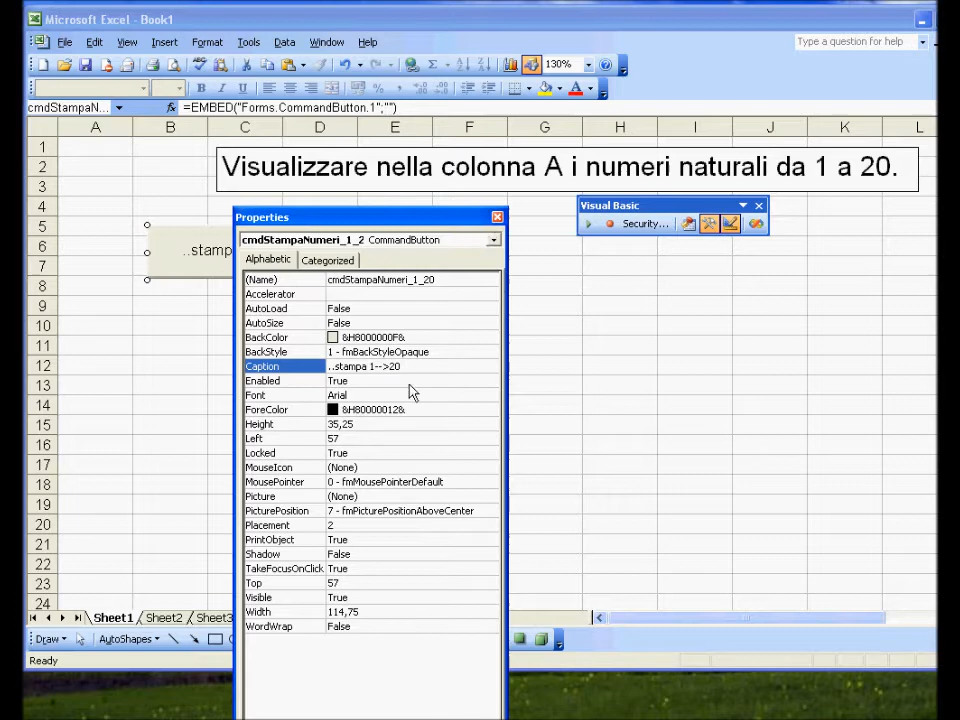 Microsoft Excel - Book1
File Edit View Insert Format Tools Data Window Help
Type a question for help
130%
cmdStampaN... fx =EMBED("Forms.CommandButton.1";"")
A B C D E F G H I J K L
1
2
3
4
5
6
7
8
9
10
11
12
13
14
15
16
17
18
19
20
21
22
23
24
Visualizzare nella colonna A i numeri naturali da 1 a 20.
Visual Basic
Security...
..stamp
Properties
cmdStampaNumeri_1_2 CommandButton
Alphabetic Categorized
(Name) cmdStampaNumeri_1_20
Accelerator
AutoLoad False
AutoSize False
BackColor &H8000000F&
BackStyle 1 - fmBackStyleOpaque
Caption ..stampa 1-->20
Enabled True
Font Arial
ForeColor &H80000012&
Height 35,25
Left 57
Locked True
MouseIcon (None)
MousePointer 0 - fmMousePointerDefault
Picture (None)
PicturePosition 7 - fmPicturePositionAboveCenter
Placement 2
PrintObject True
Shadow False
TakeFocusOnClick True
Top 57
Visible True
Width 114,75
WordWrap False
Sheet1 Sheet2 Sheet3
Draw AutoShapes
Ready